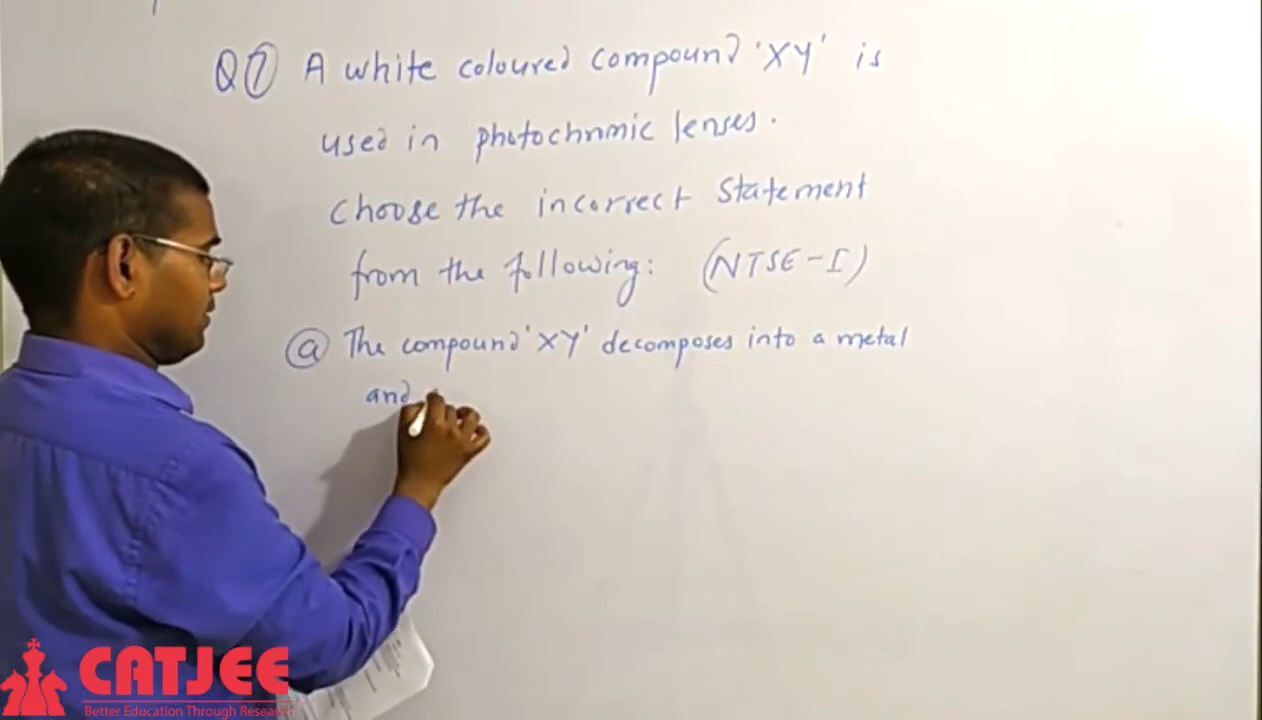 Q 7 A white coloured compound 'XY' is
used in photochromic lenses.
choose the incorrect statement
from the following: (NTSE-I)
(a) The compound 'XY' decomposes into a metal
and
CATJEE
Better Education Through Research